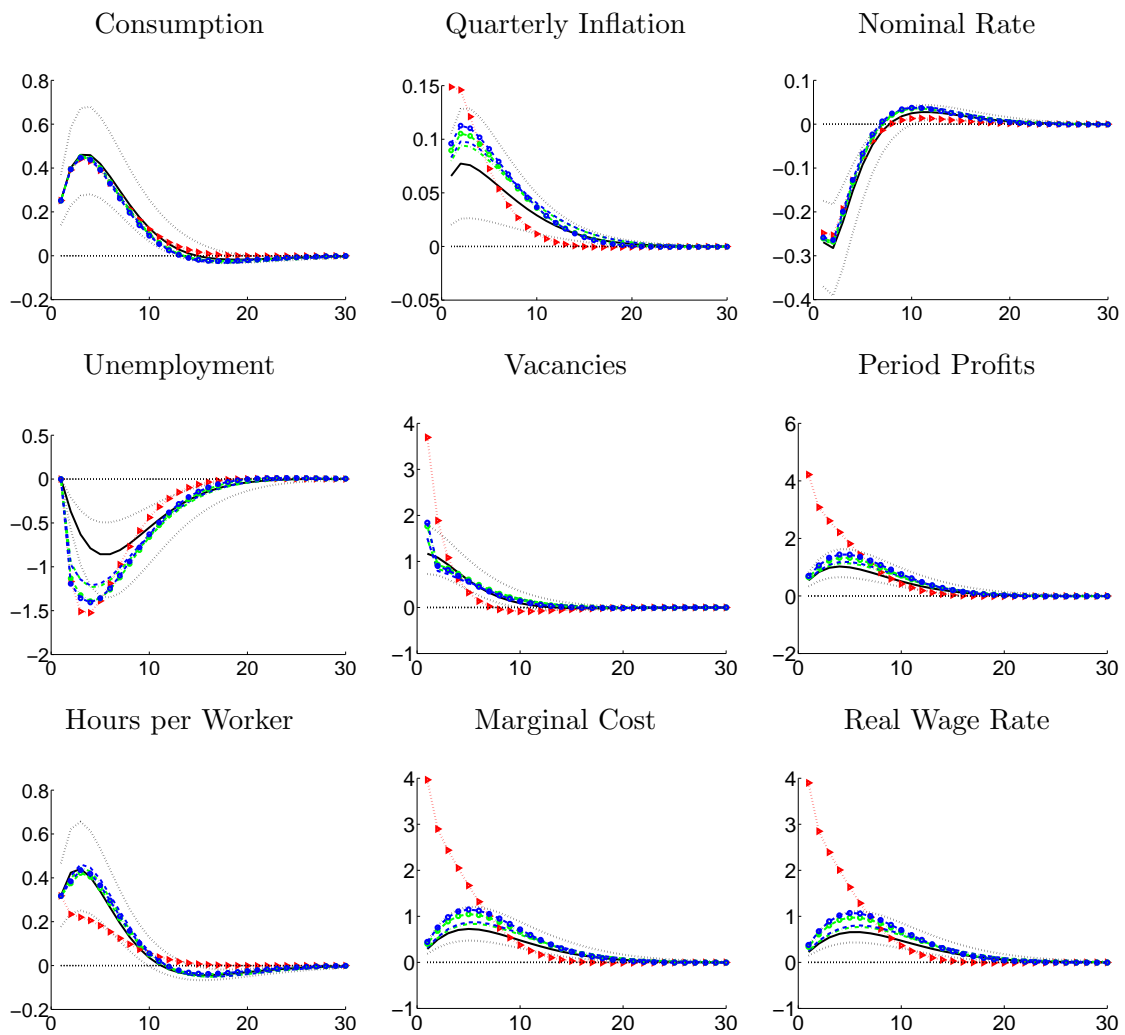 Consumption Quarterly Inflation Nominal Rate
0.8 0.15 0.1
0.6 0.1 0
0.4 0.05 −0.1
0.2 0 −0.2
0 −0.05 −0.3
−0.2 −0.4
0 10 20 30 0 10 20 30 0 10 20 30
Unemployment Vacancies Period Profits
0.5 4 6
0 3 4
−0.5 2 2
−1 1 0
−1.5 0 −2
−2 −1
0 10 20 30 0 10 20 30 0 10 20 30
Hours per Worker Marginal Cost Real Wage Rate
0.8 4 4
0.6 3 3
0.4 2 2
0.2 1 1
0 0 0
−0.2 −1 −1
0 10 20 30 0 10 20 30 0 10 20 30